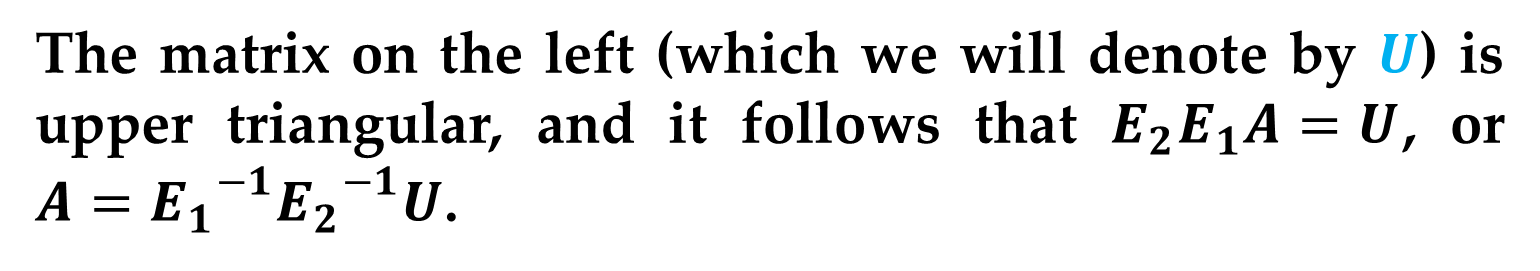 The matrix on the left (which we will denote by U) is
upper triangular, and it follows that E₂E₁A = U, or
A = E₁⁻¹E₂⁻¹U.